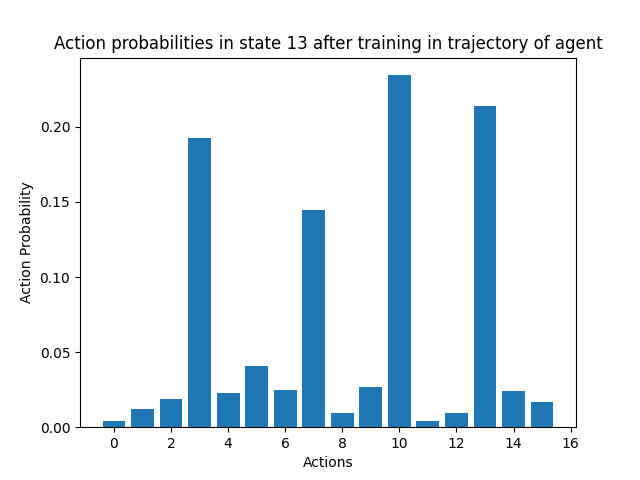 Action probabilities in state 13 after training in trajectory of agent
0.20
0.15
0.10
0.05
0.00
Action Probability
0 2 4 6 8 10 12 14 16
Actions